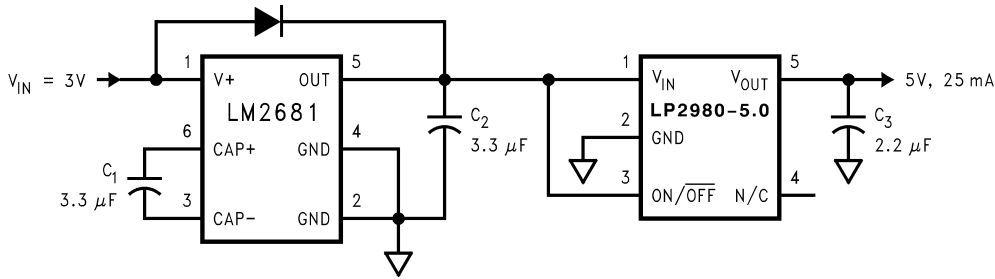 V_IN = 3V
1
V+
OUT
5
LM2681
6
CAP+
GND
4
C_1
3.3 μF
3
CAP−
GND
2
C_2
3.3 μF
1
V_IN
V_OUT
5
5V, 25 mA
LP2980-5.0
2
GND
3
ON/O̅F̅F̅
N/C
4
C_3
2.2 μF